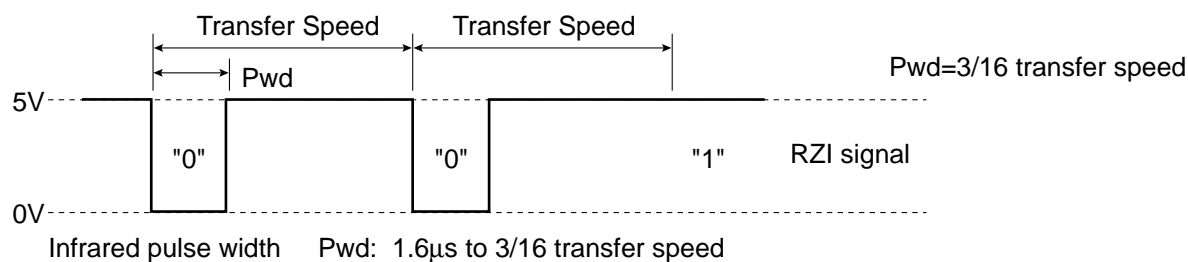 Transfer Speed Transfer Speed
Pwd
Pwd=3/16 transfer speed
5V
"0" "0" "1" RZI signal
0V
Infrared pulse width Pwd: 1.6μs to 3/16 transfer speed